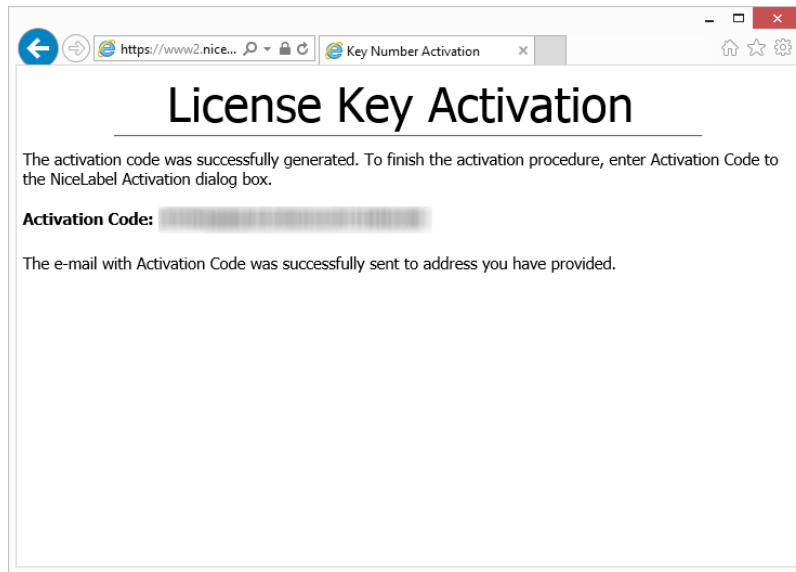 https://www2.nice...
Key Number Activation
License Key Activation
The activation code was successfully generated. To finish the activation procedure, enter Activation Code to
the NiceLabel Activation dialog box.
Activation Code:
The e-mail with Activation Code was successfully sent to address you have provided.